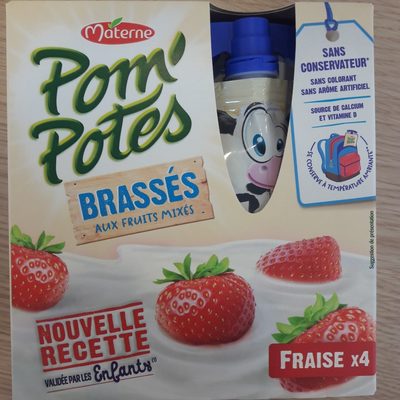 Materne
Pom'
Potes
BRASSÉS
AUX FRUITS MIXÉS
SANS
CONSERVATEUR*
SANS COLORANT
SANS ARÔME ARTIFICIEL
SOURCE DE CALCIUM
ET VITAMINE D
SE CONSERVE À TEMPÉRATURE AMBIANTE**
Suggestion de présentation
NOUVELLE
RECETTE
VALIDÉE PAR LES Enfants(1)
FRAISE x4